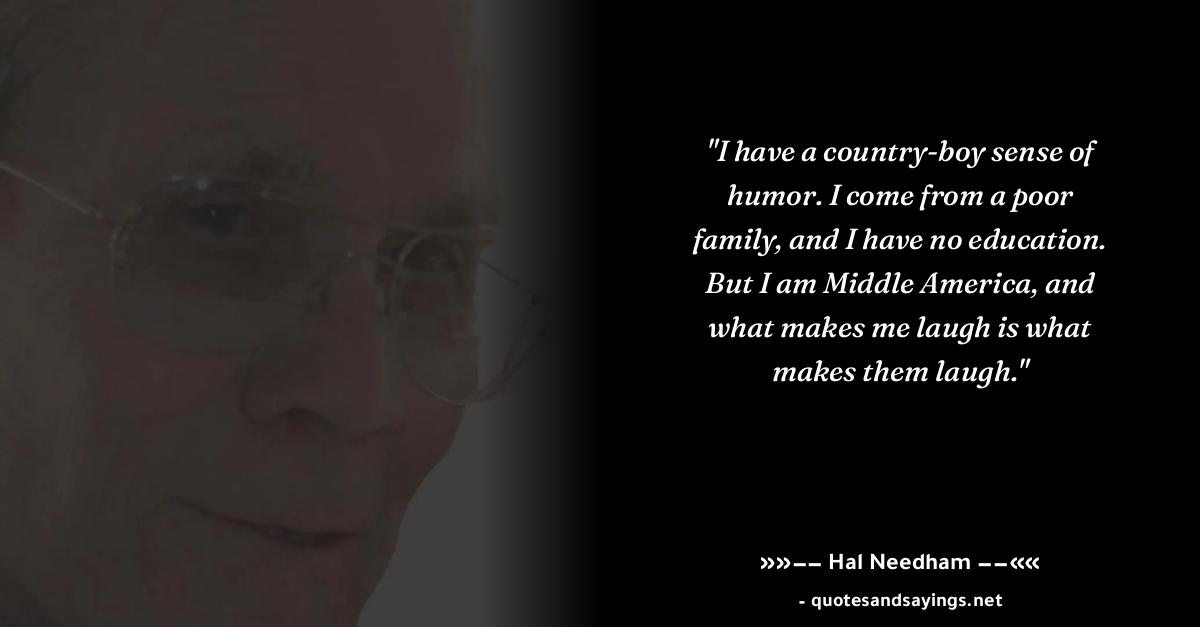 "I have a country-boy sense of
humor. I come from a poor
family, and I have no education.
But I am Middle America, and
what makes me laugh is what
makes them laugh."
»»−− Hal Needham −−««
- quotesandsayings.net